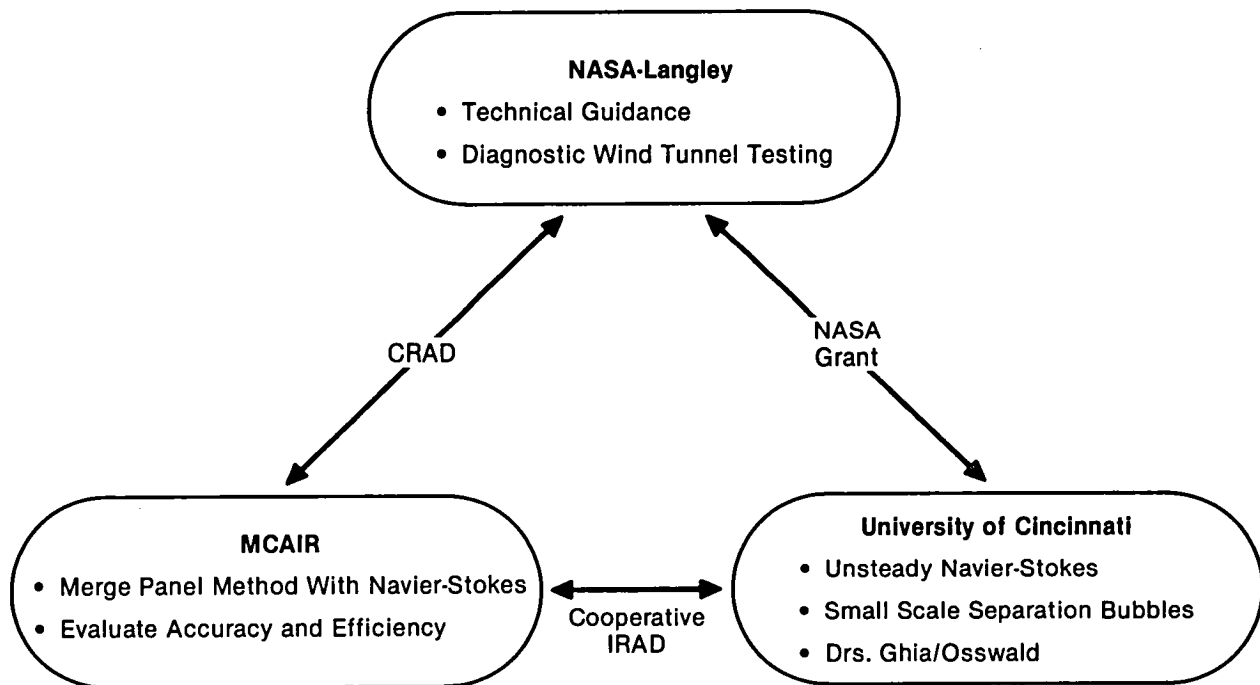 NASA-Langley
• Technical Guidance
• Diagnostic Wind Tunnel Testing
CRAD
NASA
Grant
MCAIR
• Merge Panel Method With Navier-Stokes
• Evaluate Accuracy and Efficiency
Cooperative
IRAD
University of Cincinnati
• Unsteady Navier-Stokes
• Small Scale Separation Bubbles
• Drs. Ghia/Osswald